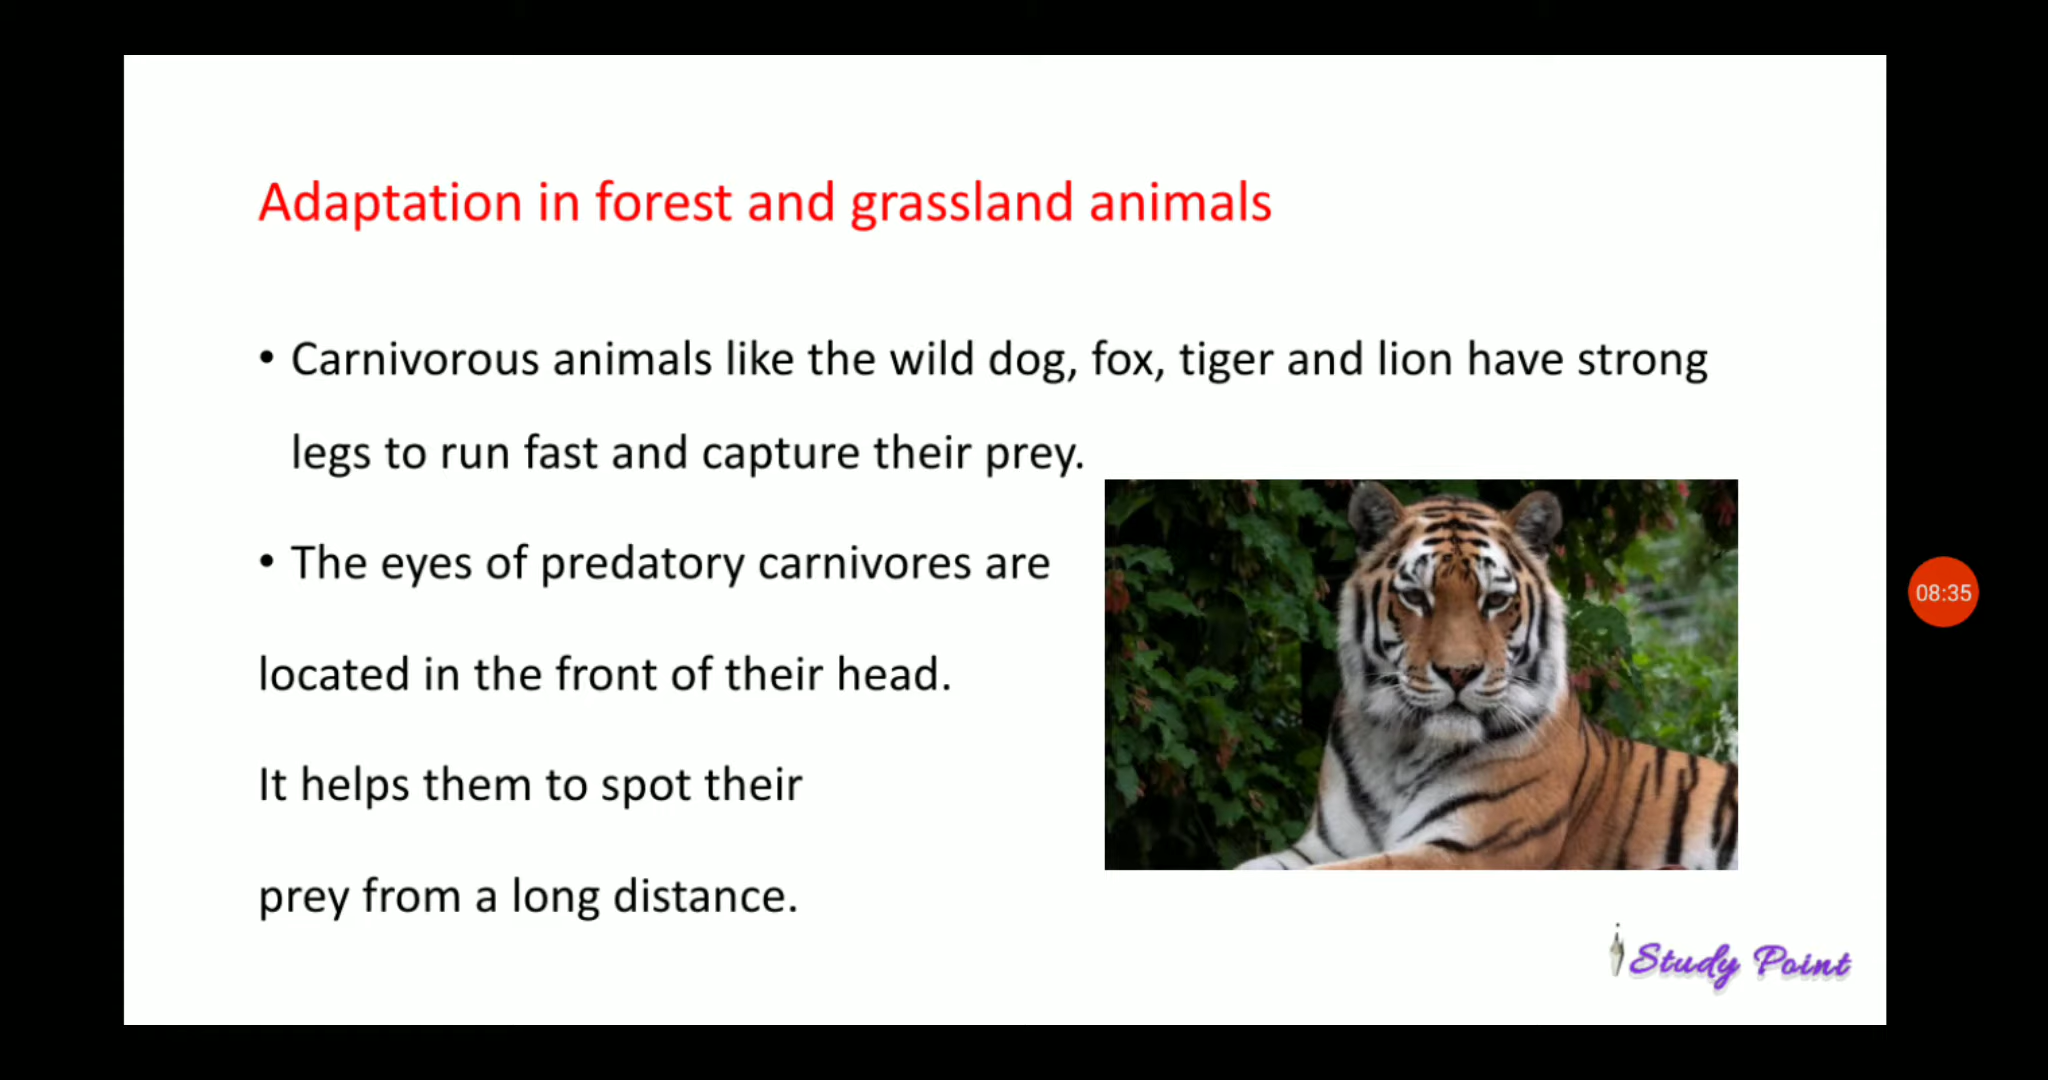 Adaptation in forest and grassland animals
• Carnivorous animals like the wild dog, fox, tiger and lion have strong
legs to run fast and capture their prey.
• The eyes of predatory carnivores are
located in the front of their head.
It helps them to spot their
prey from a long distance.
08:35
Study Point